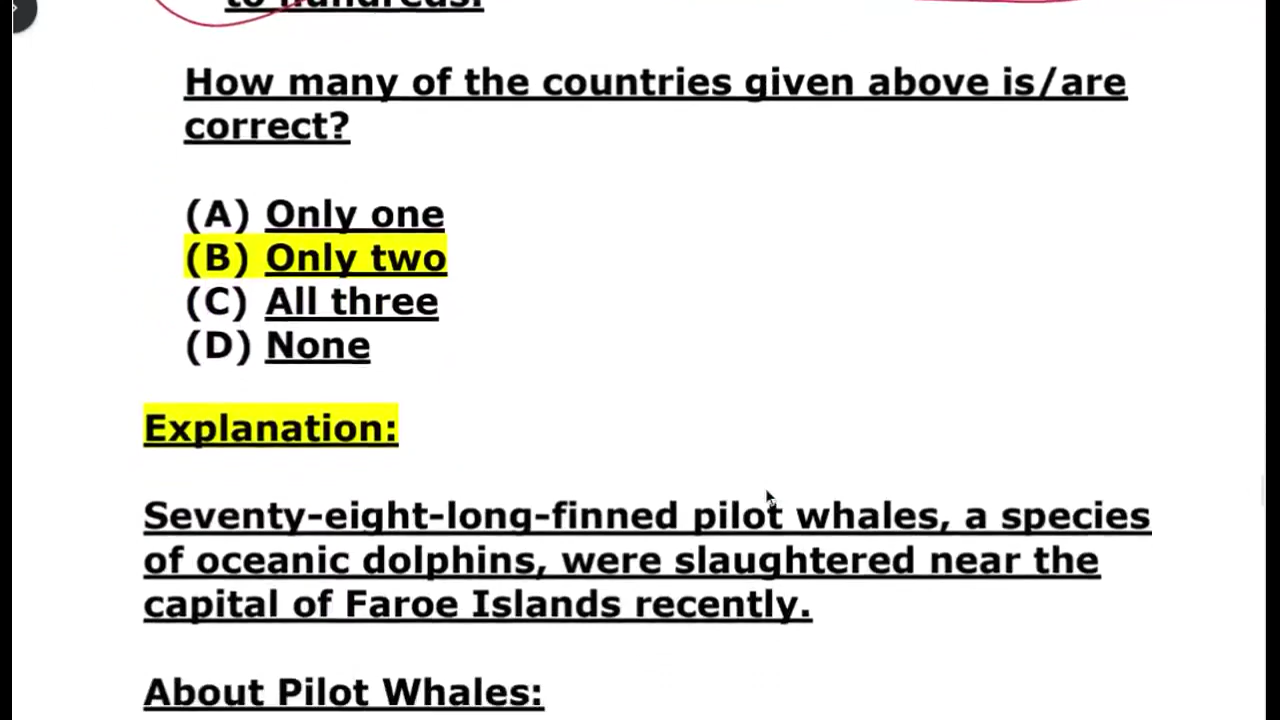 to hundreds.
How many of the countries given above is/are
correct?
(A) Only one
(B) Only two
(C) All three
(D) None
Explanation:
Seventy-eight-long-finned pilot whales, a species
of oceanic dolphins, were slaughtered near the
capital of Faroe Islands recently.
About Pilot Whales: